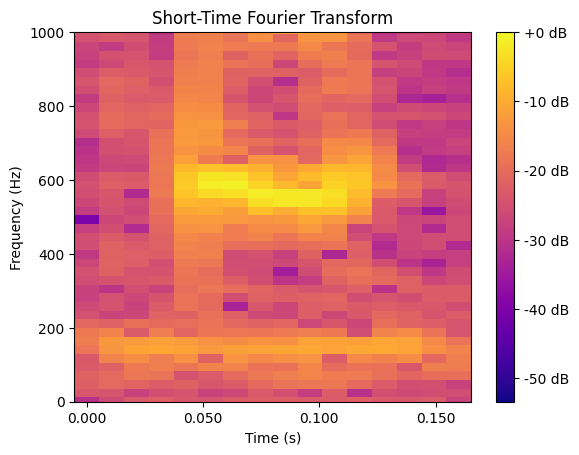 Short-Time Fourier Transform
1000
800
600
400
200
0
Frequency (Hz)
0.000
0.050
0.100
0.150
Time (s)
+0 dB
-10 dB
-20 dB
-30 dB
-40 dB
-50 dB